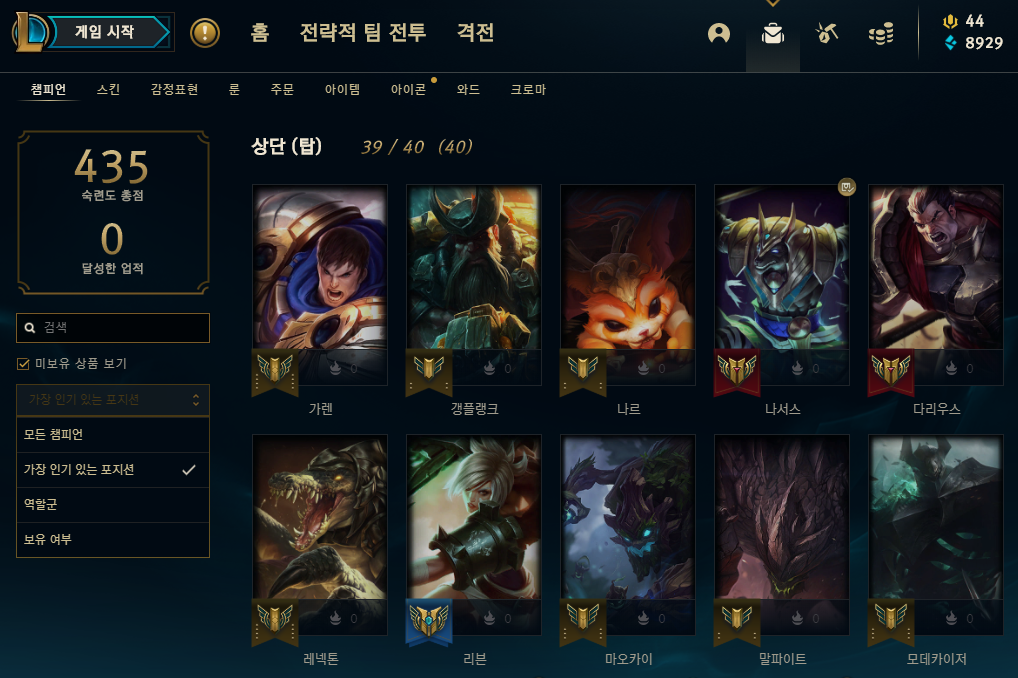 게임 시작
홈
전략적 팀 전투
격전
44
8929
챔피언
스킨
감정표현
룬
주문
아이템
아이콘
와드
크로마
435
숙련도 총점
0
달성한 업적
검색
미보유 상품 보기
가장 인기 있는 포지션
모든 챔피언
가장 인기 있는 포지션
역할군
보유 여부
상단 (탑)
39 / 40 (40)
0
0
0
0
0
가렌
갱플랭크
나르
나서스
다리우스
0
0
0
0
0
레넥톤
리븐
마오카이
말파이트
모데카이저